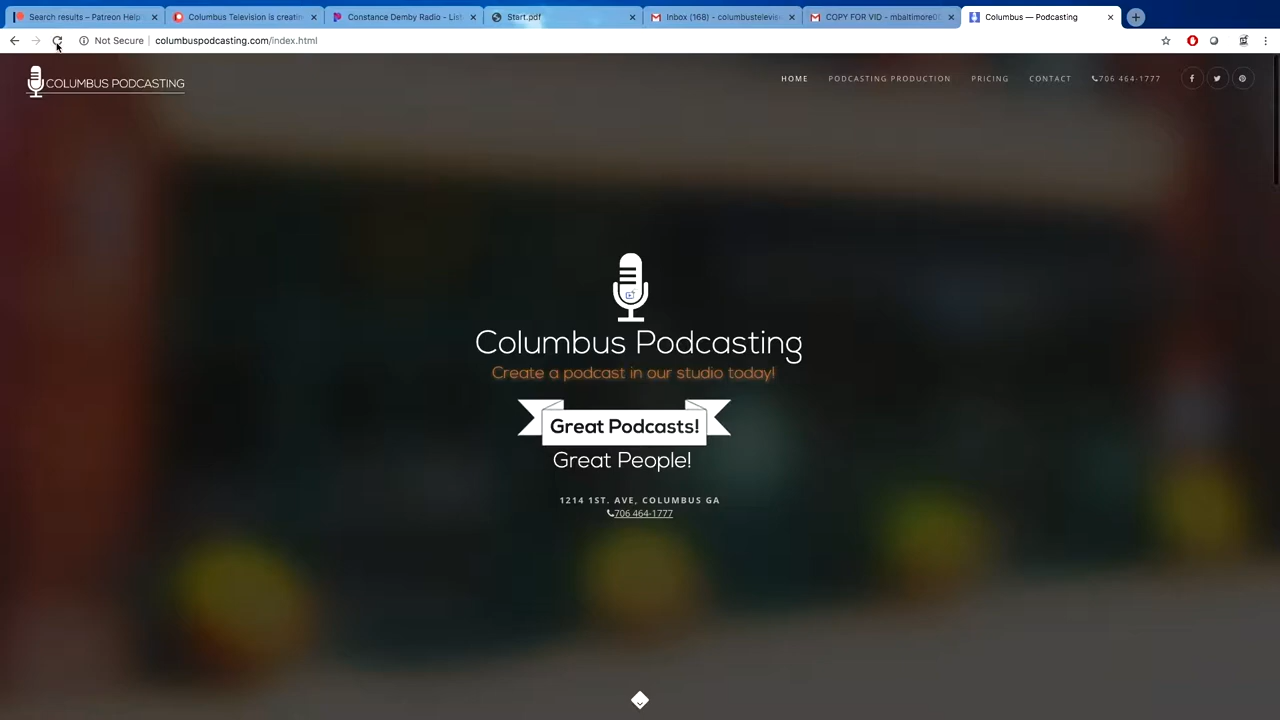 Search results – Patreon Help
Columbus Television is creatin
Constance Demby Radio - List
Start.pdf
Inbox (168) - columbustelevisi
COPY FOR VID - mbaltimore0
Columbus — Podcasting
Not Secure
columbuspodcasting.com/index.html
COLUMBUS PODCASTING
HOME
PODCASTING PRODUCTION
PRICING
CONTACT
706 464-1777
Columbus Podcasting
Create a podcast in our studio today!
Great Podcasts!
Great People!
1214 1ST. AVE, COLUMBUS GA
706 464-1777